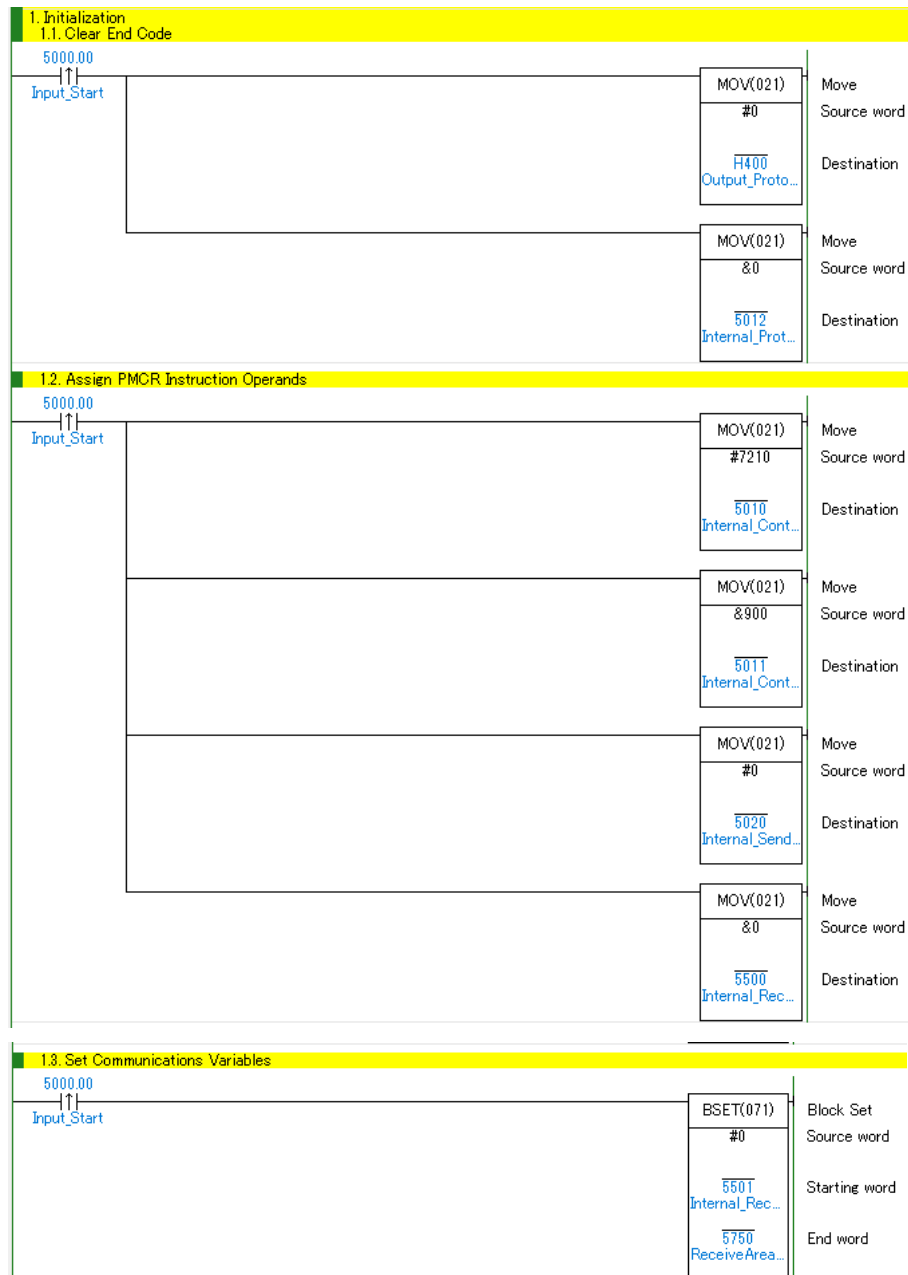 1. Initialization
1.1. Clear End Code
5000.00
Input_Start
MOV(021)
Move
#0
Source word
H400
Output_Proto...
Destination
MOV(021)
Move
&0
Source word
5012
Internal_Prot...
Destination
1.2. Assign PMCR Instruction Operands
5000.00
Input_Start
MOV(021)
Move
#7210
Source word
5010
Internal_Cont...
Destination
MOV(021)
Move
&900
Source word
5011
Internal_Cont...
Destination
MOV(021)
Move
#0
Source word
5020
Internal_Send...
Destination
MOV(021)
Move
&0
Source word
5500
Internal_Rec...
Destination
1.3. Set Communications Variables
5000.00
Input_Start
BSET(071)
Block Set
#0
Source word
5501
Internal_Rec...
Starting word
5750
ReceiveArea...
End word